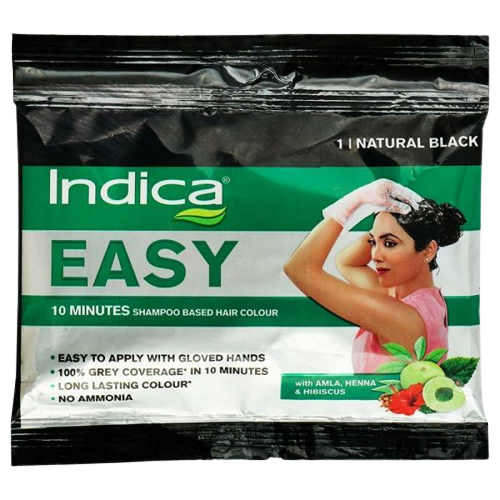 1 | NATURAL BLACK
Indica®
EASY
10 MINUTES SHAMPOO BASED HAIR COLOUR
• EASY TO APPLY WITH GLOVED HANDS
• 100% GREY COVERAGE* IN 10 MINUTES
• LONG LASTING COLOUR*
• NO AMMONIA
with AMLA, HENNA
& HIBISCUS